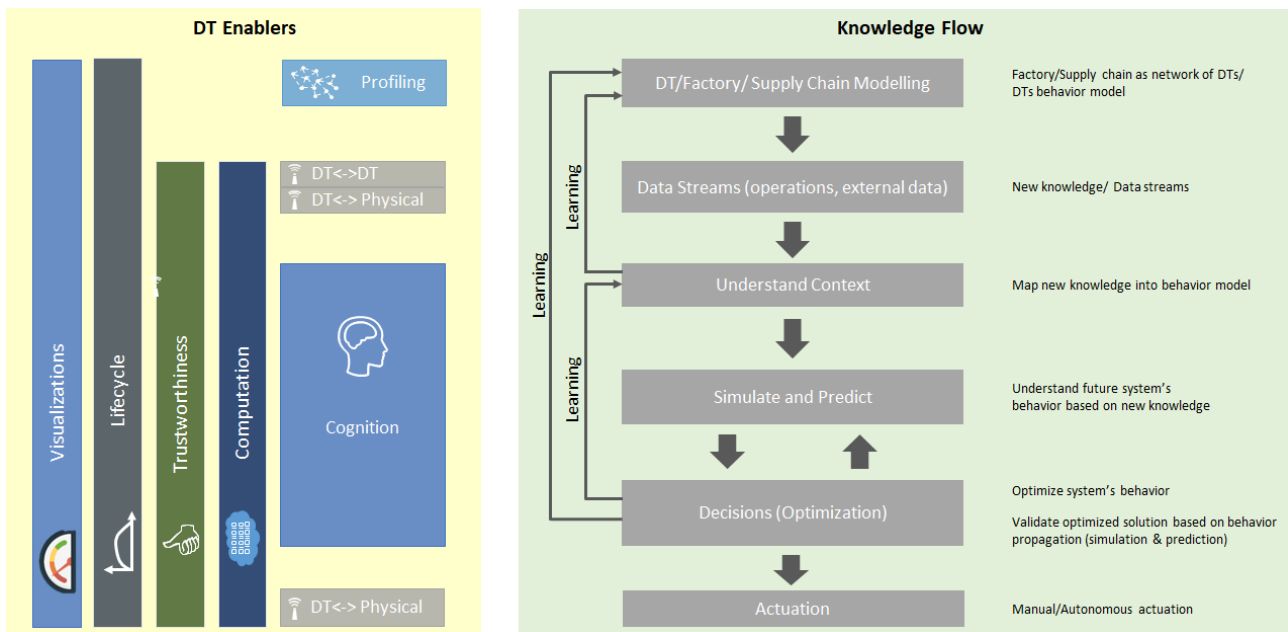 DT Enablers
Visualizations
Lifecycle
Trustworthiness
Computation
Profiling
DT<->DT
DT<-> Physical
Cognition
DT<-> Physical
Knowledge Flow
Learning
Learning
Learning
DT/Factory/ Supply Chain Modelling
Factory/Supply chain as network of DTs/
DTs behavior model
Data Streams (operations, external data)
New knowledge/ Data streams
Understand Context
Map new knowledge into behavior model
Simulate and Predict
Understand future system's
behavior based on new knowledge
Decisions (Optimization)
Optimize system's behavior
Validate optimized solution based on behavior
propagation (simulation & prediction)
Actuation
Manual/Autonomous actuation